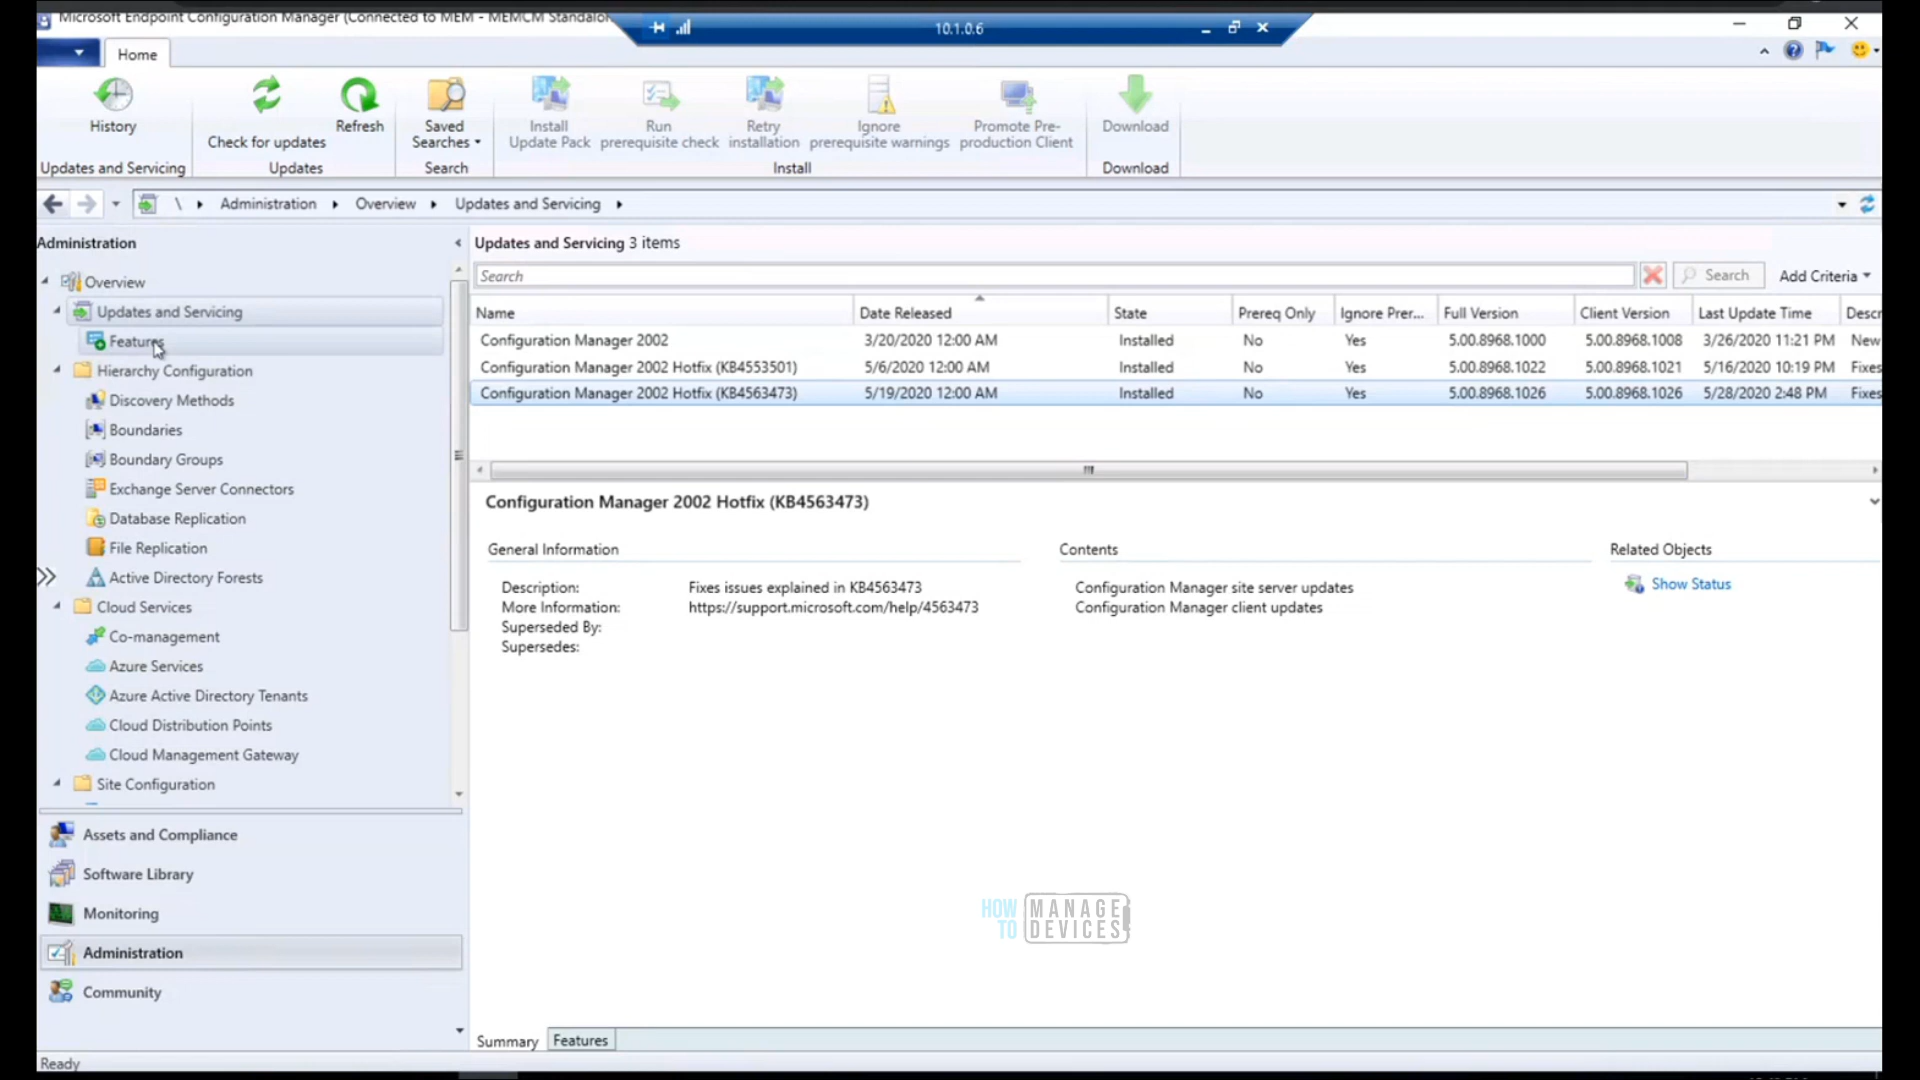 Microsoft Endpoint Configuration Manager (Connected to MEM - MEMCM Standalon
10.1.0.6
Home
History
Check for updates
Refresh
Saved Searches
Install Update Pack
Run prerequisite check
Retry installation
Ignore prerequisite warnings
Promote Pre-production Client
Download
Updates and Servicing
Updates
Search
Install
Download
\ Administration Overview Updates and Servicing
Administration
Overview
Updates and Servicing
Features
Hierarchy Configuration
Discovery Methods
Boundaries
Boundary Groups
Exchange Server Connectors
Database Replication
File Replication
Active Directory Forests
Cloud Services
Co-management
Azure Services
Azure Active Directory Tenants
Cloud Distribution Points
Cloud Management Gateway
Site Configuration
Assets and Compliance
Software Library
Monitoring
Administration
Community
Updates and Servicing 3 items
Search Search Add Criteria
Name Date Released State Prereq Only Ignore Prer... Full Version Client Version Last Update Time Descr
Configuration Manager 2002 3/20/2020 12:00 AM Installed No Yes 5.00.8968.1000 5.00.8968.1008 3/26/2020 11:21 PM New
Configuration Manager 2002 Hotfix (KB4553501) 5/6/2020 12:00 AM Installed No Yes 5.00.8968.1022 5.00.8968.1021 5/16/2020 10:19 PM Fixes
Configuration Manager 2002 Hotfix (KB4563473) 5/19/2020 12:00 AM Installed No Yes 5.00.8968.1026 5.00.8968.1026 5/28/2020 2:48 PM Fixes
Configuration Manager 2002 Hotfix (KB4563473)
General Information
Description: Fixes issues explained in KB4563473
More Information: https://support.microsoft.com/help/4563473
Superseded By:
Supersedes:
Contents
Configuration Manager site server updates
Configuration Manager client updates
Related Objects
Show Status
HOW TO
MANAGE DEVICES
Summary Features
Ready